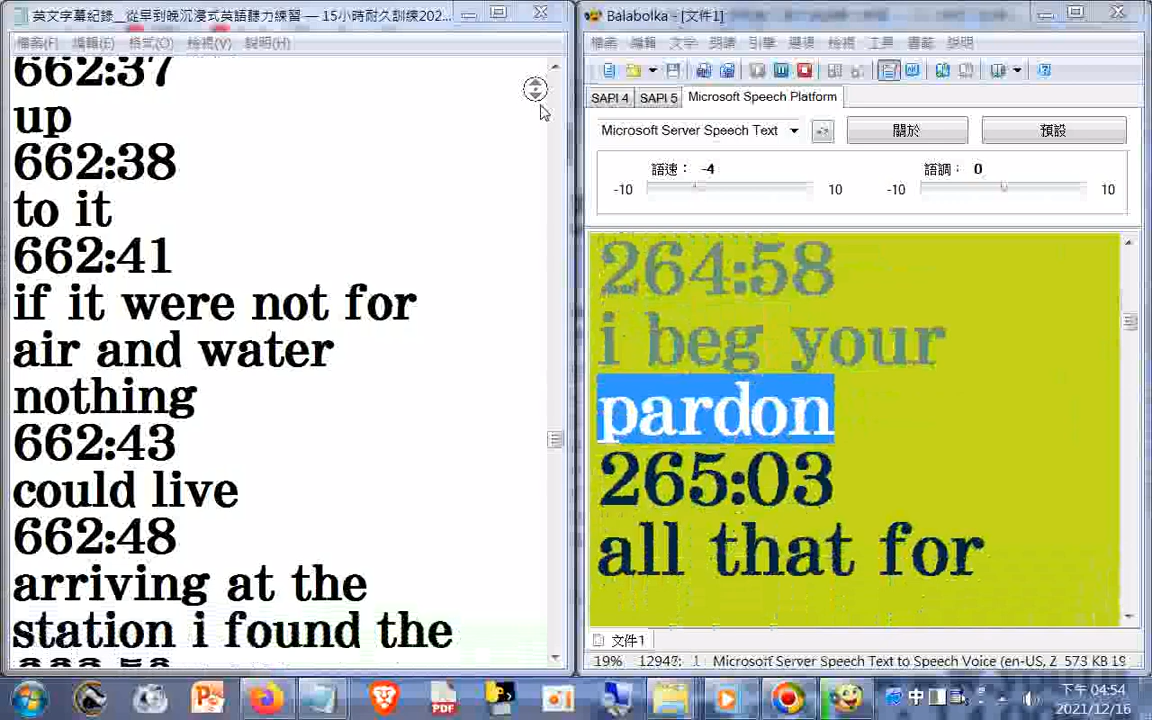 英文字幕紀錄__從早到晚沉浸式英語聽力練習 — 15小時耐久訓練202...
檔案(F) 編輯(E) 格式(O) 檢視(V) 說明(H)
662:37
up
662:38
to it
662:41
if it were not for
air and water
nothing
662:43
could live
662:48
arriving at the
station i found the
Balabolka - [文件1]
檔案 編輯 文字 朗讀 引擎 選項 檢視 工具 書籤 說明
SAPI 4 SAPI 5 Microsoft Speech Platform
Microsoft Server Speech Text
關於 預設
語速: -4 語調: 0
-10 10 -10 10
264:58
i beg your
pardon
265:03
all that for
文件1
19% 12947: 1 Microsoft Server Speech Text to Speech Voice (en-US, Z 573 KB 19
PDF
中
下午 04:54
2021/12/16